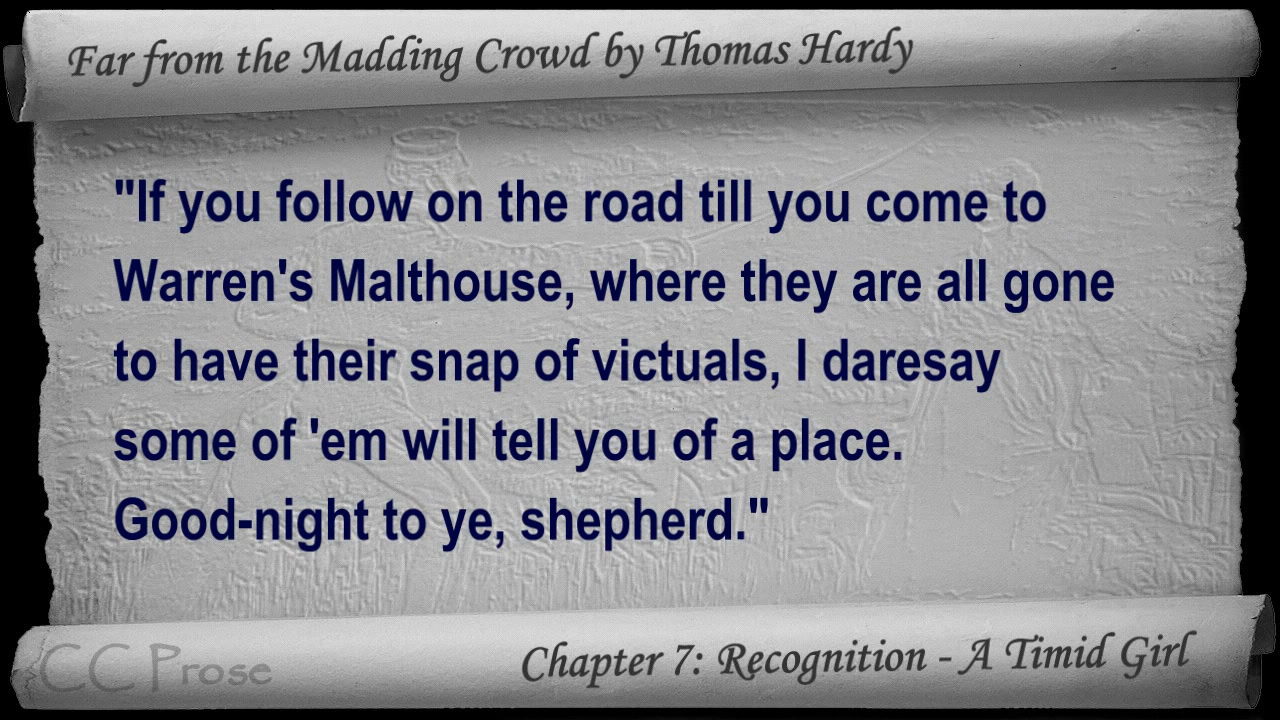 Far from the Madding Crowd by Thomas Hardy
"If you follow on the road till you come to
Warren's Malthouse, where they are all gone
to have their snap of victuals, I daresay
some of 'em will tell you of a place.
Good-night to ye, shepherd."
CC Prose
Chapter 7: Recognition - A Timid Girl